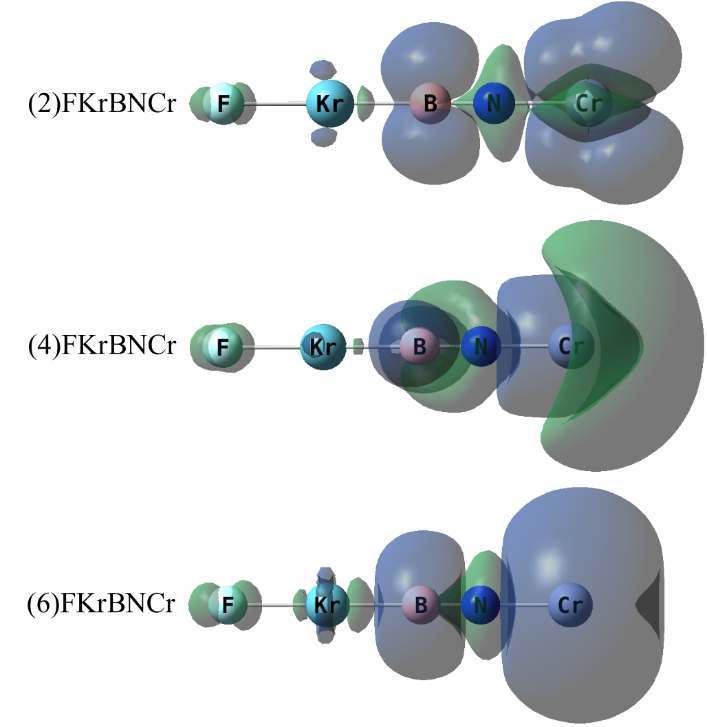 (2)FKrBNCr F Kr B N Cr
(4)FKrBNCr F Kr B N Cr
(6)FKrBNCr F Kr B N Cr